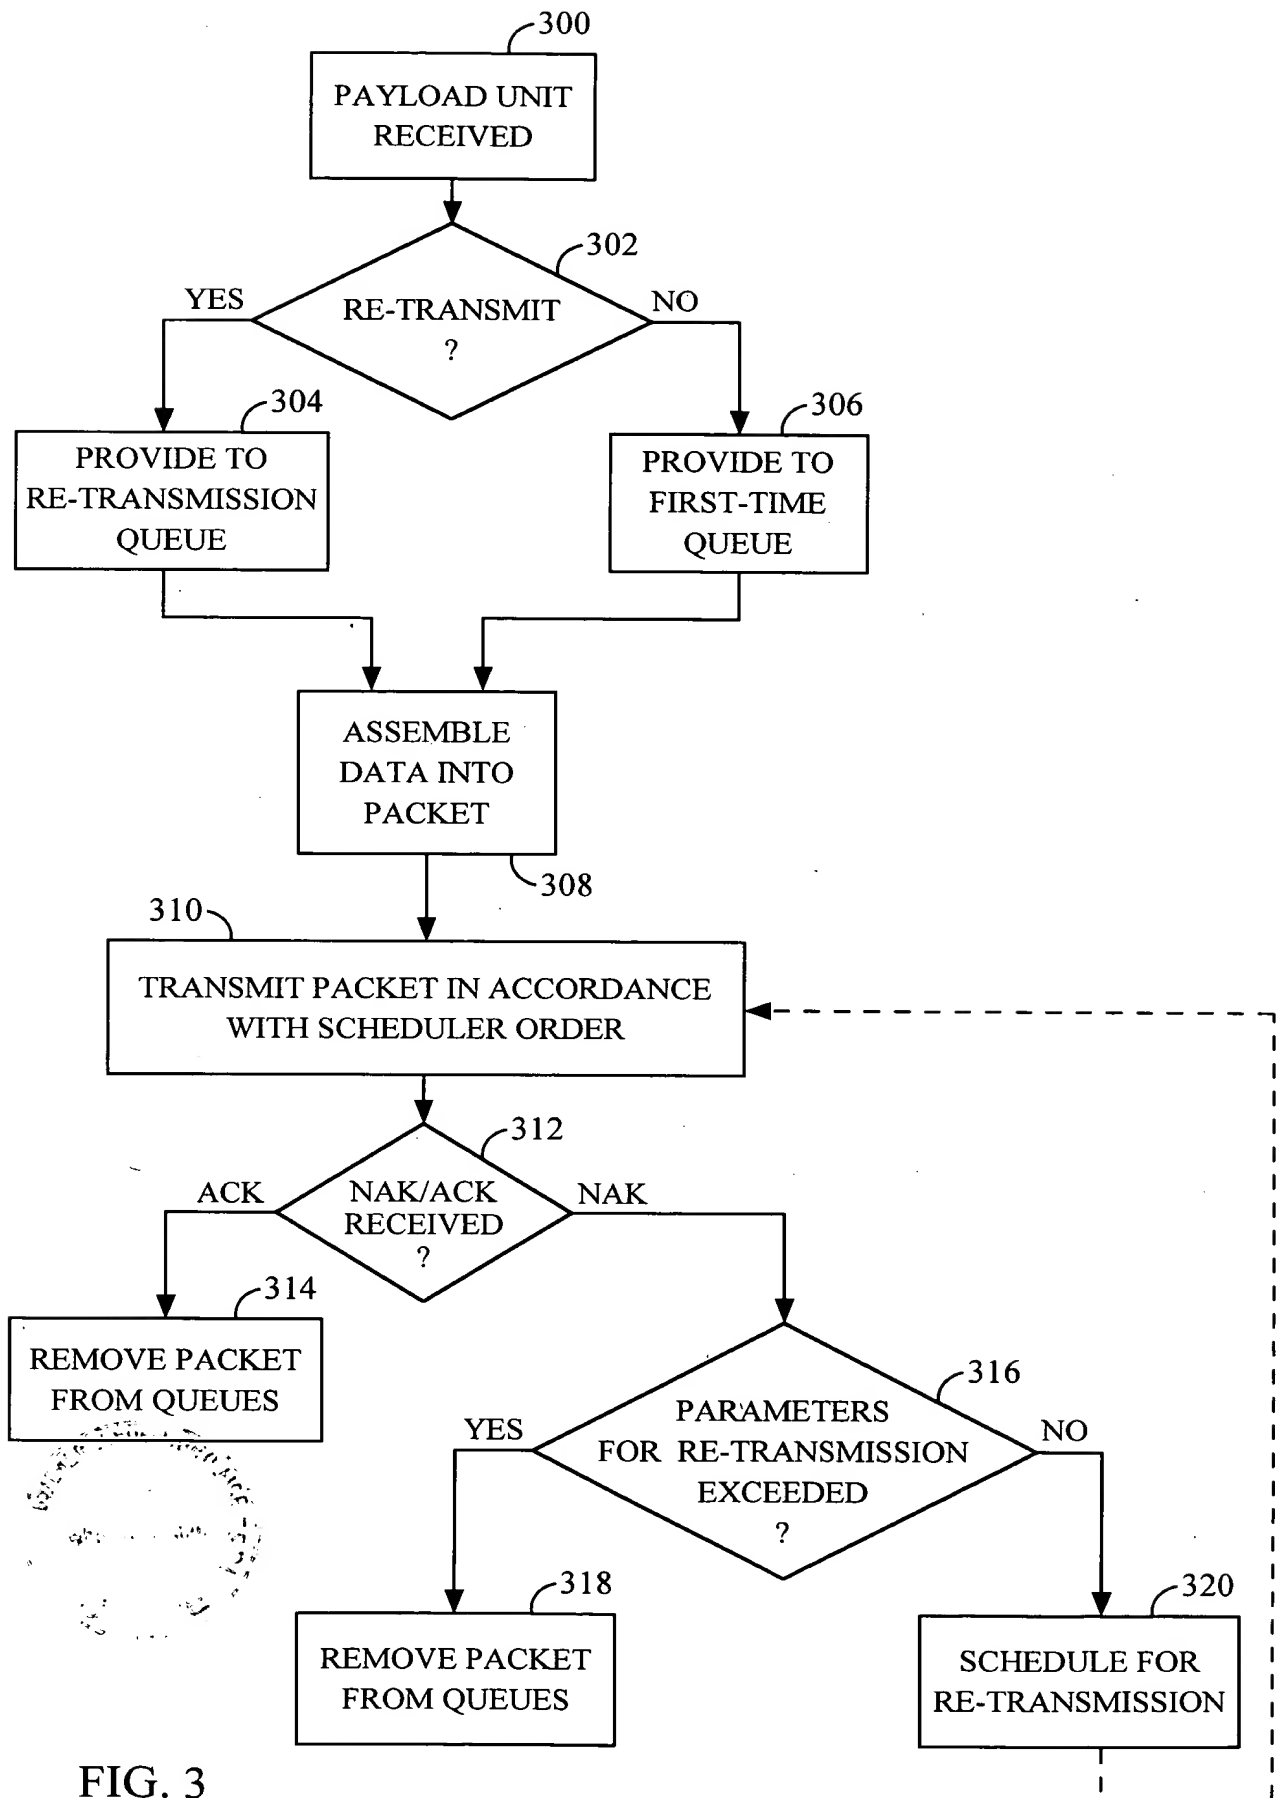 300
PAYLOAD UNIT
RECEIVED
302
YES
RE-TRANSMIT
?
NO
304
PROVIDE TO
RE-TRANSMISSION
QUEUE
306
PROVIDE TO
FIRST-TIME
QUEUE
ASSEMBLE
DATA INTO
PACKET
308
310
TRANSMIT PACKET IN ACCORDANCE
WITH SCHEDULER ORDER
312
ACK
NAK/ACK
RECEIVED
?
NAK
314
REMOVE PACKET
FROM QUEUES
316
YES
PARAMETERS
FOR RE-TRANSMISSION
EXCEEDED
?
NO
318
REMOVE PACKET
FROM QUEUES
320
SCHEDULE FOR
RE-TRANSMISSION
FIG. 3